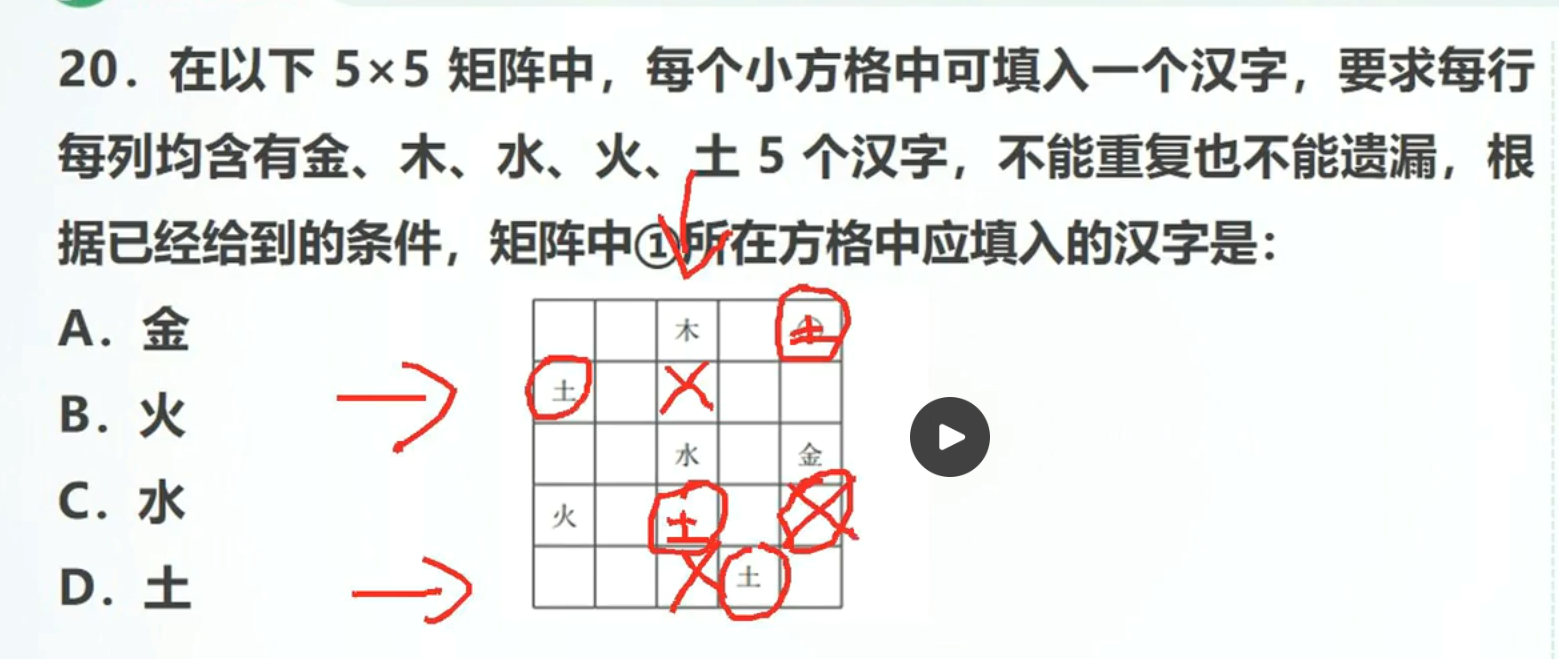 20. 在以下 5×5 矩阵中，每个小方格中可填入一个汉字，要求每行
每列均含有金、木、水、火、土 5 个汉字，不能重复也不能遗漏，根
据已经给到的条件，矩阵中①所在方格中应填入的汉字是：
A. 金
B. 火
C. 水
D. 土
木 土
土
水 金
火 土
土